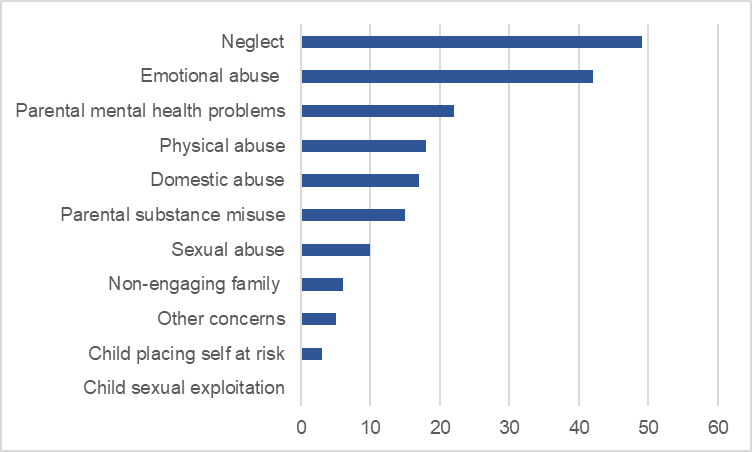 Neglect
Emotional abuse
Parental mental health problems
Physical abuse
Domestic abuse
Parental substance misuse
Sexual abuse
Non-engaging family
Other concerns
Child placing self at risk
Child sexual exploitation
0 10 20 30 40 50 60